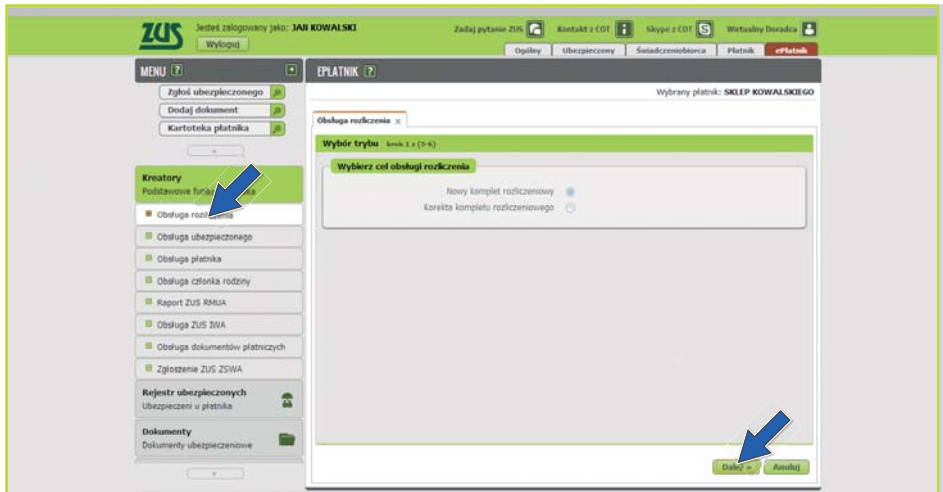 ZUS
Jesteś zalogowany jako: JAN KOWALSKI
Wyloguj
Zadaj pytanie ZUS
Kontakt z COT
Skype z COT
Wirtualny Doradca
Ogólny
Ubezpieczony
Świadczeniobiorca
Płatnik
ePłatnik
MENU ?
EPŁATNIK ?
Zgłoś ubezpieczonego
Dodaj dokument
Kartoteka płatnika
Wybrany płatnik: SKLEP KOWALSKIEGO
Obsługa rozliczenia x
Wybór trybu krok 1 z (5-6)
Wybierz cel obsługi rozliczenia
Nowy komplet rozliczeniowy
Korekta kompletu rozliczeniowego
Kreatory
Podstawowe
Obsługa
Obsługa ubezpieczonego
Obsługa płatnika
Obsługa członka rodziny
Raport ZUS RMUA
Obsługa ZUS IWA
Obsługa dokumentów płatniczych
Zgłoszenie ZUS ZSWA
Rejestr ubezpieczonych
Ubezpieczeni u płatnika
Dokumenty
Dokumenty ubezpieczeniowe
Dalej »
Anuluj